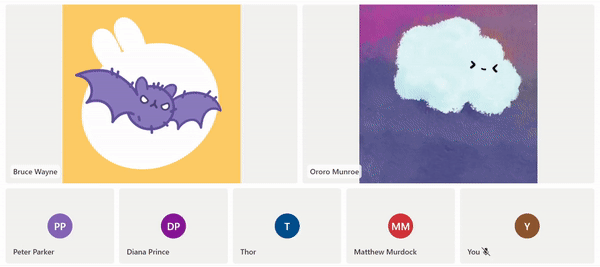 Bruce Wayne
Ororo Munroe
PP
DP
T
MM
Y
Peter Parker
Diana Prince
Thor
Matthew Murdock
You